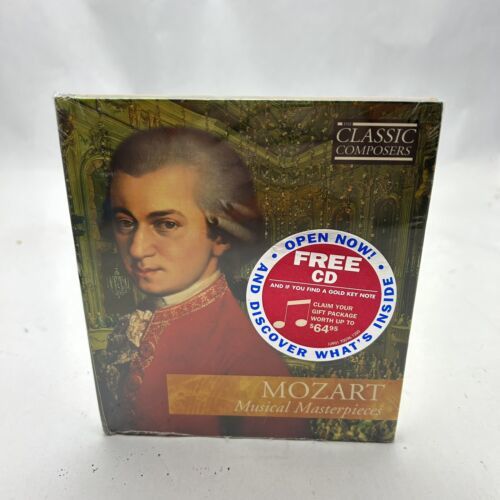 THE
CLASSIC
COMPOSERS
OPEN NOW!
AND DISCOVER WHAT'S INSIDE
FREE
CD
AND IF YOU FIND A GOLD KEY NOTE
CLAIM YOUR
GIFT PACKAGE
WORTH UP TO
$64.95
MOZART
Musical Masterpieces